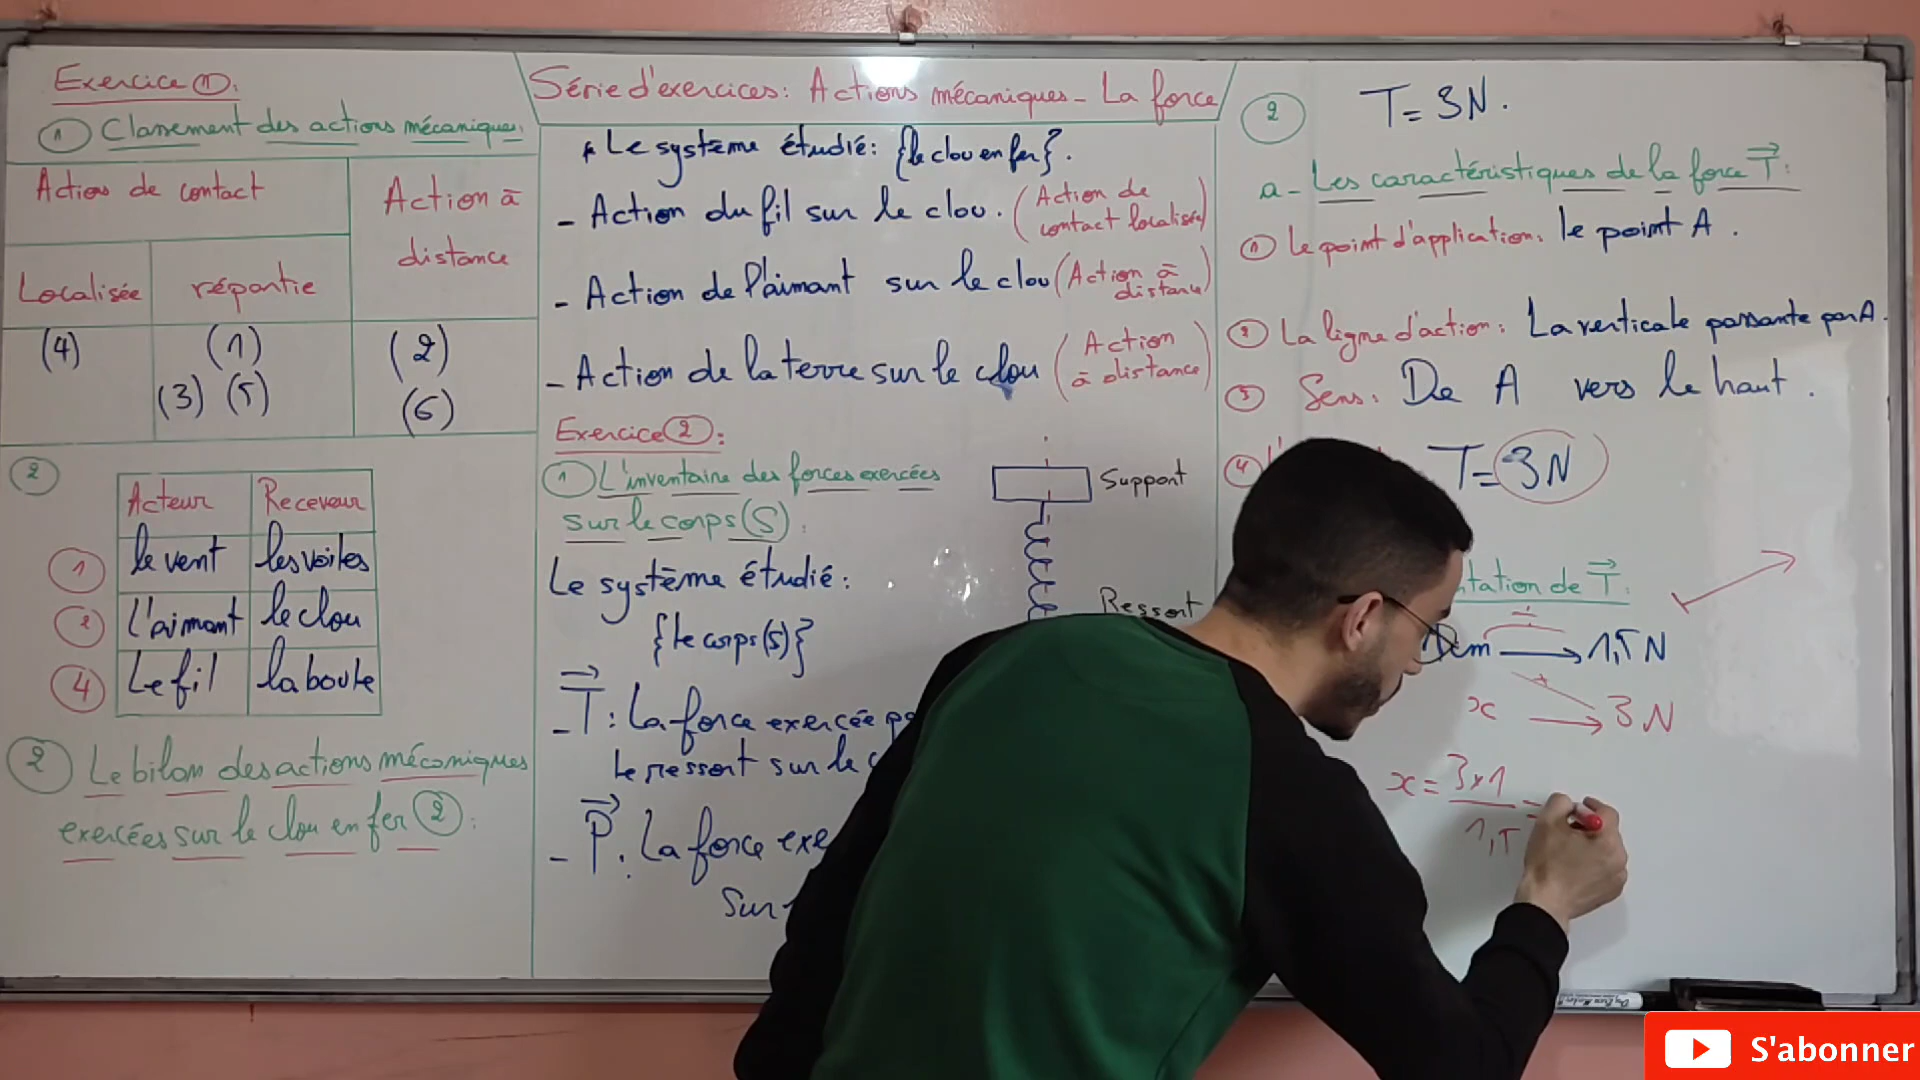 Exercice 1:
1 Classement des actions mécaniques:
Action de contact
Action à
distance
Localisée
répartie
(4)
(1)
(3) (5)
(2)
(6)
2
Acteur Receveur
1 le vent les voiles
2 L'aimant le clou
4 Le fil la boule
2 Le bilan des actions mécaniques
exercées sur le clou en fer 2:
Série d'exercices: Actions mécaniques - La force
* Le système étudié: {le clou en fer}.
- Action du fil sur le clou. (Action de
contact localisée)
- Action de l'aimant sur le clou (Action à
distance)
- Action de la terre sur le clou (Action
à distance)
Exercice 2:
1 L'inventaire des forces exercées
sur le corps (S):
Le système étudié:
{le corps (S)}
- T: La force exercée
le ressort sur le
- P: La force
sur
Support
Ressort
2 T = 3N.
a - Les caractéristiques de la force T:
1 Le point d'application: le point A.
2 La ligne d'action: La verticale passante par A.
3 Sens: De A vers le haut.
4 T = 3N
de T:
1cm → 1,5 N
x → 3 N
x = 3x1 / 1,5 =
S'abonner